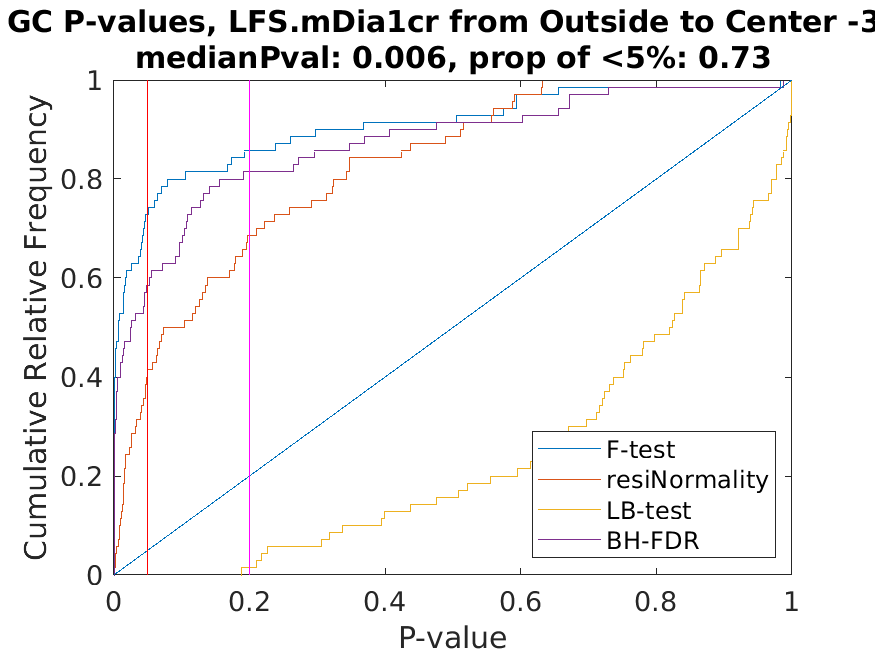 GC P-values, LFS.mDia1cr from Outside to Center -3
medianPval: 0.006, prop of <5%: 0.73
1
0.8
0.6
0.4
0.2
0
Cumulative Relative Frequency
F-test
resiNormality
LB-test
BH-FDR
0 0.2 0.4 0.6 0.8 1
P-value